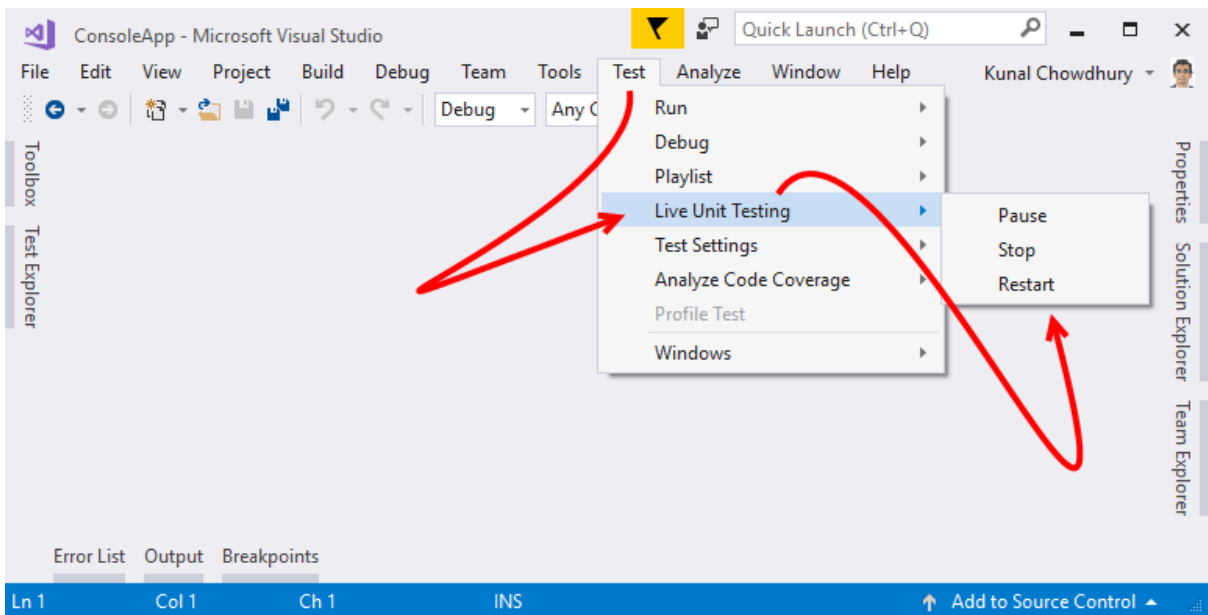 ConsoleApp - Microsoft Visual Studio
Quick Launch (Ctrl+Q)
File Edit View Project Build Debug Team Tools Test Analyze Window Help Kunal Chowdhury
Debug Any
Run
Debug
Playlist
Live Unit Testing
Test Settings
Analyze Code Coverage
Profile Test
Windows
Pause
Stop
Restart
Toolbox
Test Explorer
Properties
Solution Explorer
Team Explorer
Error List Output Breakpoints
Ln 1 Col 1 Ch 1 INS Add to Source Control